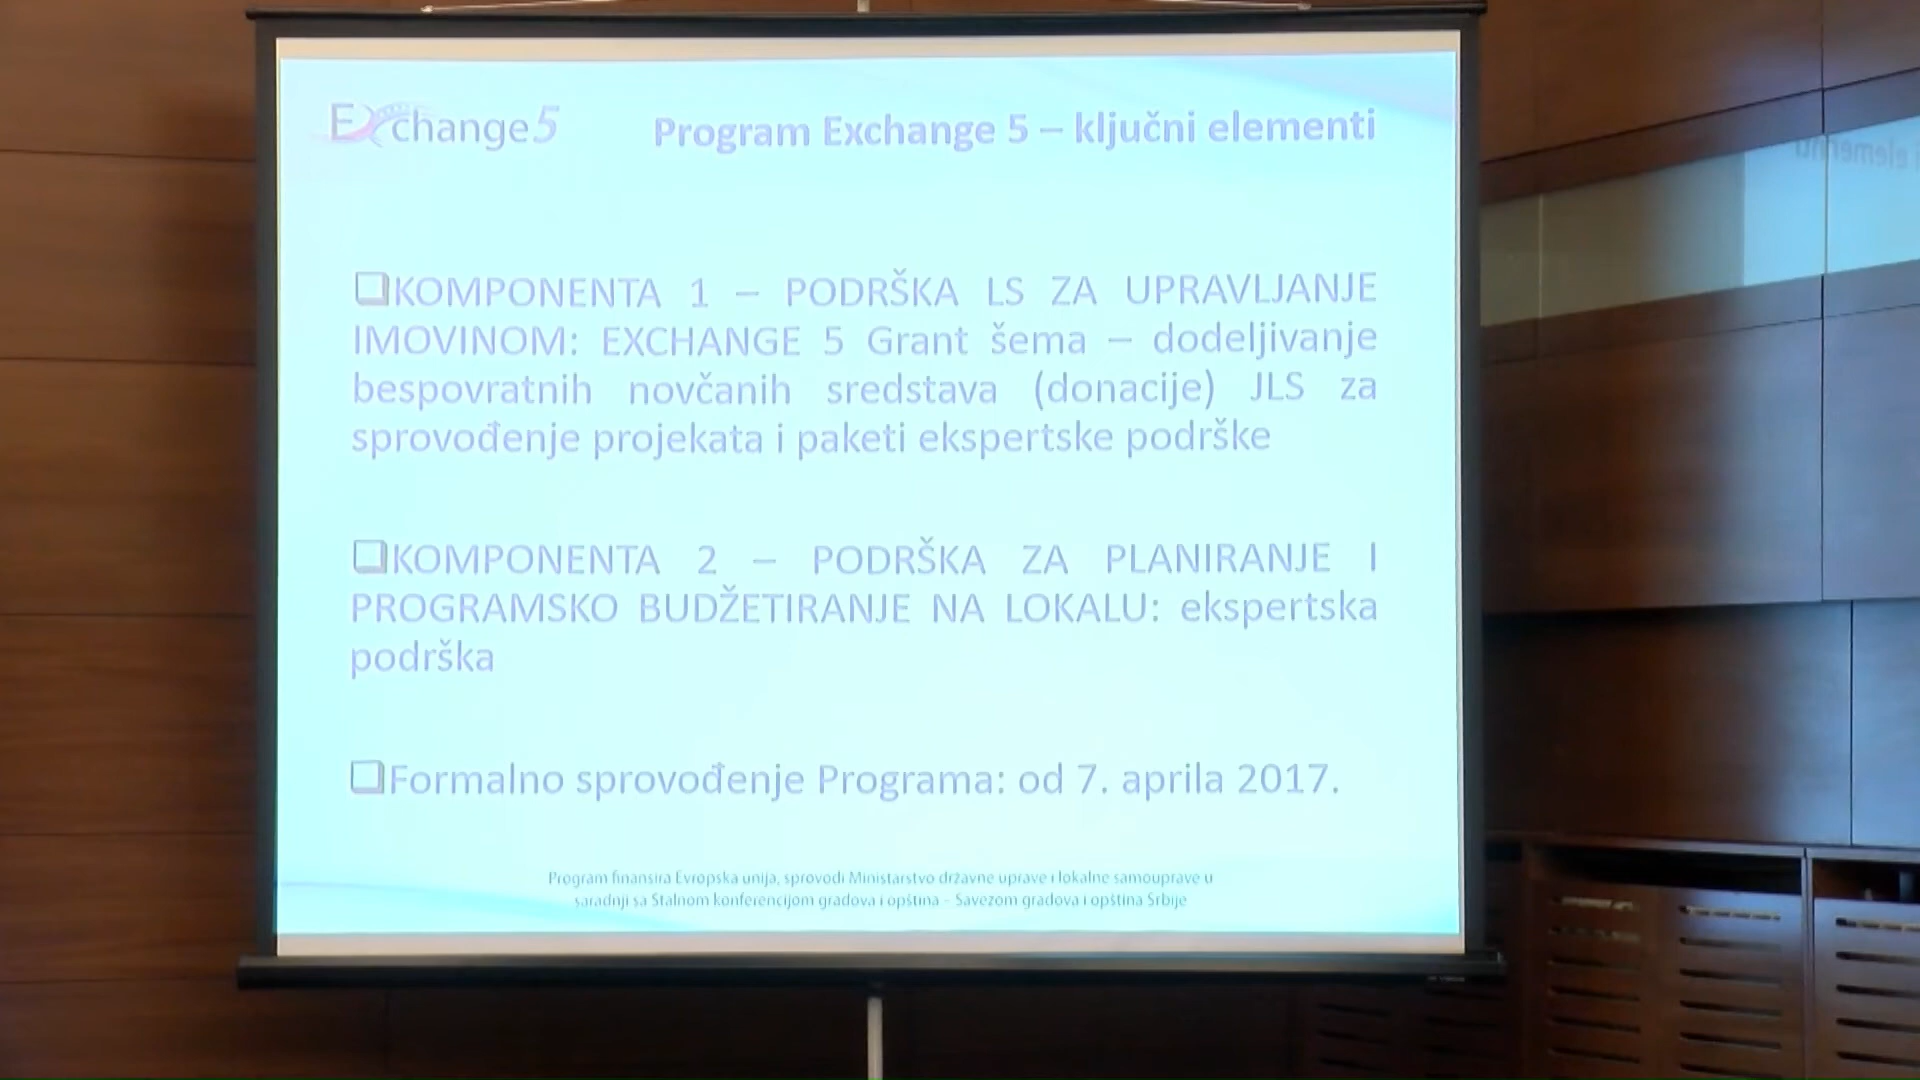 Exchange 5
Program Exchange 5 – ključni elementi
KOMPONENTA 1 – PODRŠKA LS ZA UPRAVLJANJE
IMOVINOM: EXCHANGE 5 Grant šema – dodeljivanje
bespovratnih novčanih sredstava (donacije) JLS za
sprovođenje projekata i paketi ekspertske podrške
KOMPONENTA 2 – PODRŠKA ZA PLANIRANJE I
PROGRAMSKO BUDŽETIRANJE NA LOKALU: ekspertska
podrška
Formalno sprovođenje Programa: od 7. aprila 2017.
Program finansira Evropska unija, sprovodi Ministarstvo državne uprave i lokalne samouprave u
saradnji sa Stalnom konferencijom gradova i opština – Savezom gradova i opština Srbije